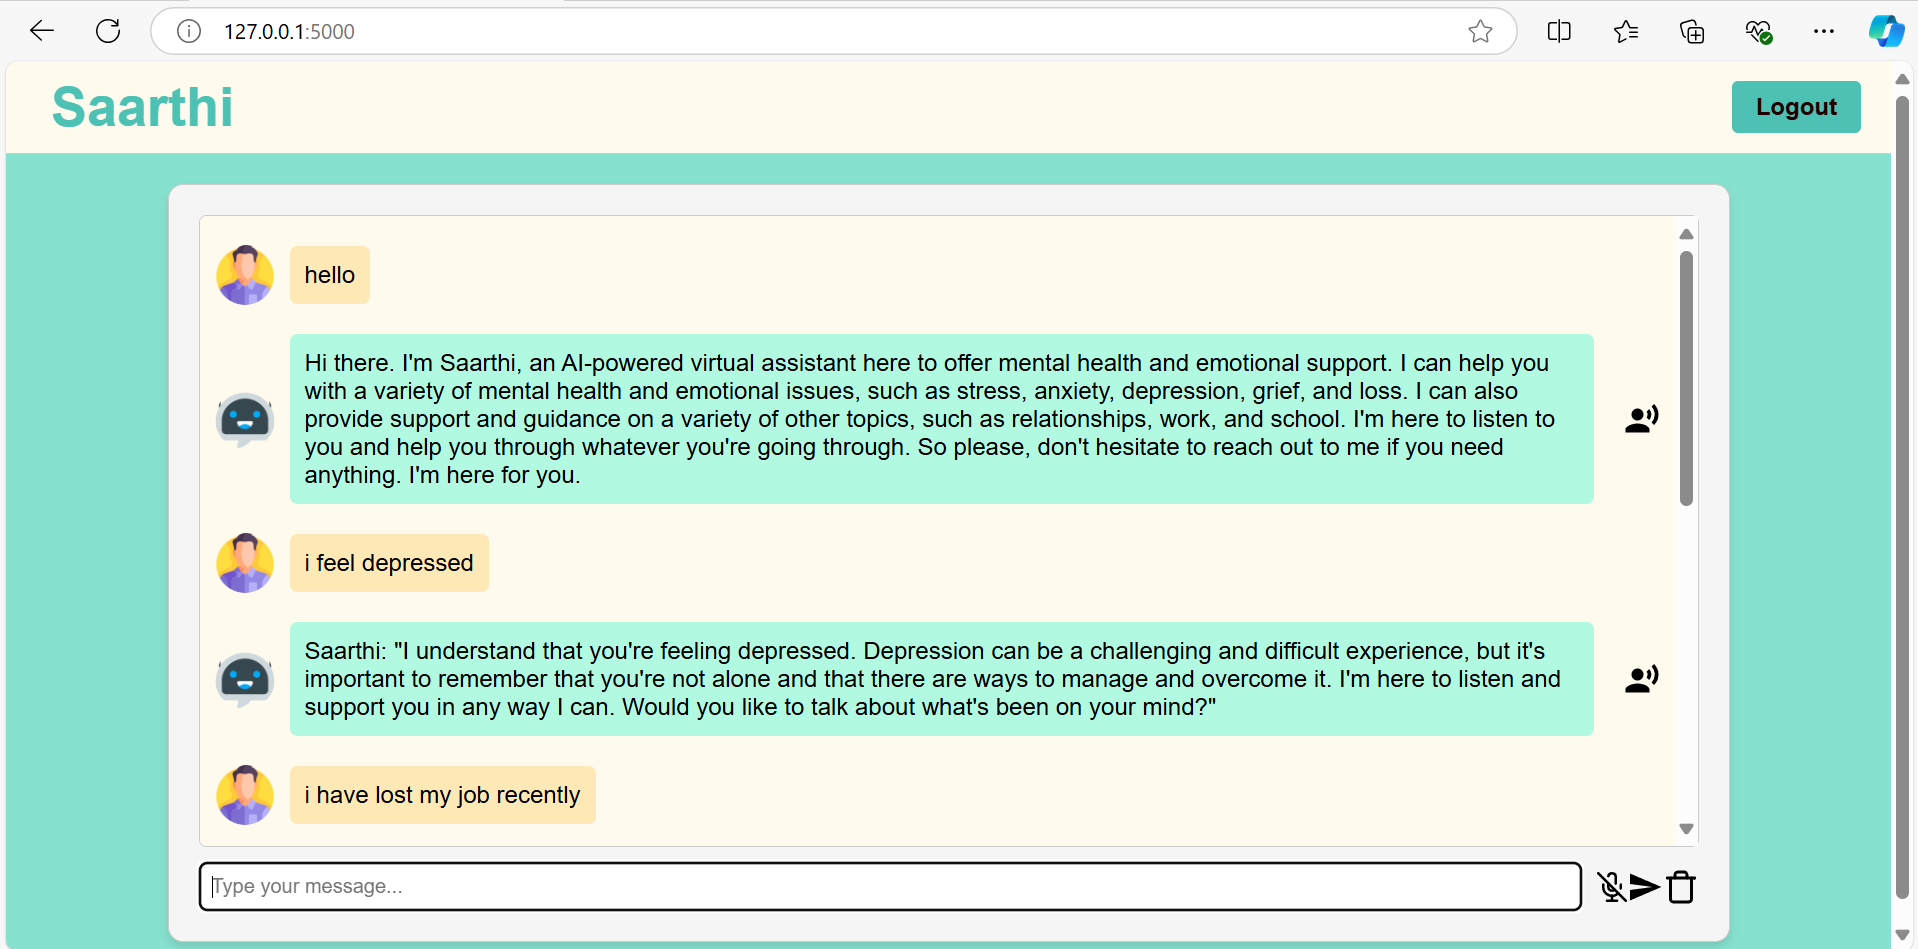 127.0.0.1:5000
Saarthi
Logout
hello
Hi there. I'm Saarthi, an AI-powered virtual assistant here to offer mental health and emotional support. I can help you
with a variety of mental health and emotional issues, such as stress, anxiety, depression, grief, and loss. I can also
provide support and guidance on a variety of other topics, such as relationships, work, and school. I'm here to listen to
you and help you through whatever you're going through. So please, don't hesitate to reach out to me if you need
anything. I'm here for you.
i feel depressed
Saarthi: "I understand that you're feeling depressed. Depression can be a challenging and difficult experience, but it's
important to remember that you're not alone and that there are ways to manage and overcome it. I'm here to listen and
support you in any way I can. Would you like to talk about what's been on your mind?"
i have lost my job recently
Type your message...